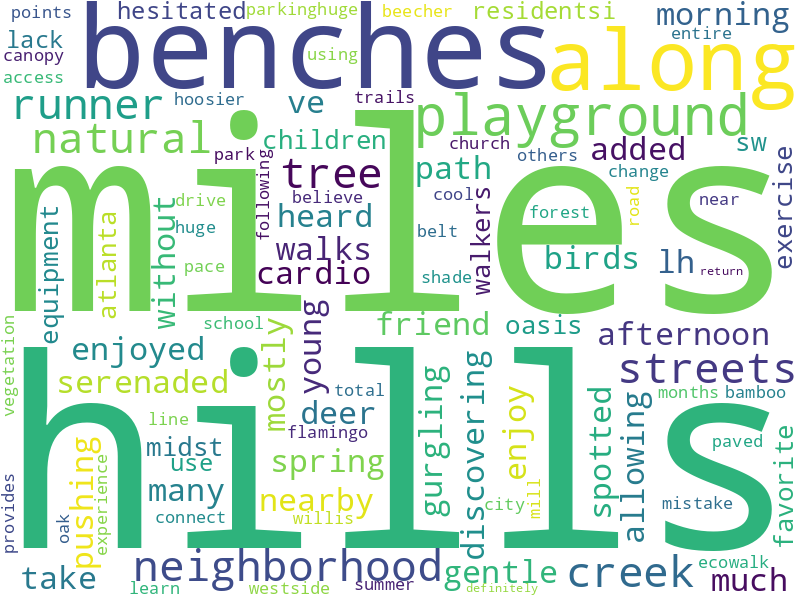 points
hesitated
parkinghuge
beecher
residentsi
morning
lack
benches
along
entire
canopy
using
access
runner
hoosier
ve
trails
playground
natural
children
church
others
added
sw
park
tree
path
change
miles
following
believe
cool
walkers
forest
road
near
exercise
drive
equipment
atlanta
without
huge
heard
belt
birds
lh
return
pace
walks
cardio
shade
vegetation
school
young
friend
oasis
afternoon
enjoyed
mostly
streets
serenaded
hills
total
gurgling
discovering
enjoy
spotted
allowing
months
bamboo
line
deer
flamingo
midst
paved
favorite
pushing
use
spring
many
nearby
city
mill
mistake
provides
oak
experience
connect
willis
neighborhood
gentle
creek
ecowalk
take
much
learn
westside
summer
definitely